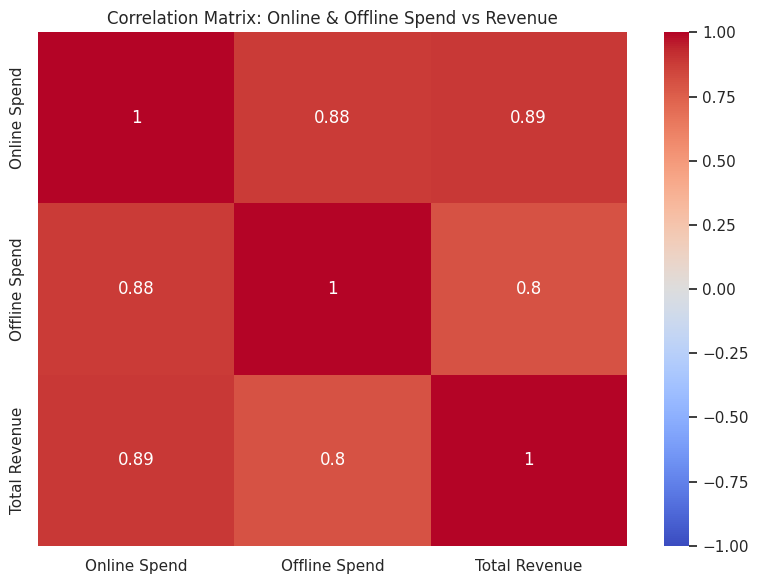 Correlation Matrix: Online & Offline Spend vs Revenue
Online Spend
1
0.88
0.89
Offline Spend
0.88
1
0.8
Total Revenue
0.89
0.8
1
Online Spend
Offline Spend
Total Revenue
1.00
0.75
0.50
0.25
0.00
−0.25
−0.50
−0.75
−1.00